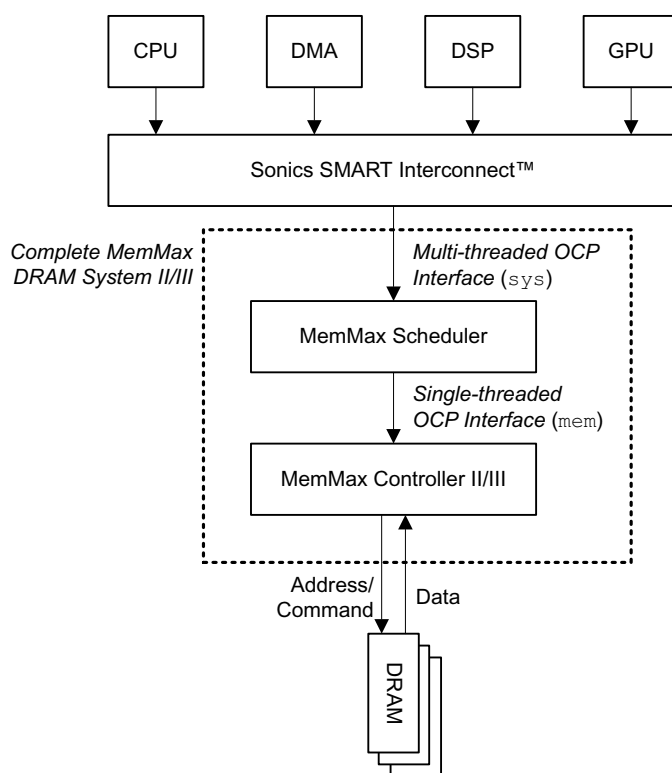 CPU
DMA
DSP
GPU
Sonics SMART Interconnect™
Complete MemMax
DRAM System II/III
Multi-threaded OCP
Interface (sys)
MemMax Scheduler
Single-threaded
OCP Interface (mem)
MemMax Controller II/III
Address/
Command
Data
DRAM